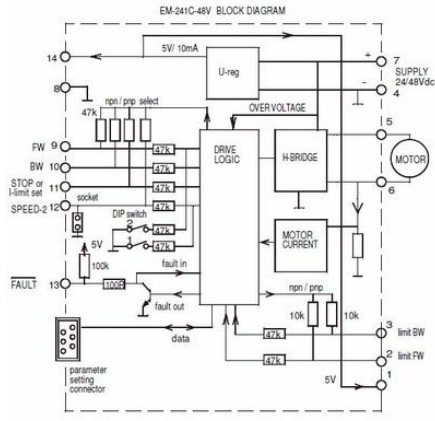 EM-241C-48V BLOCK DIAGRAM
5V/ 10mA
14
U-reg
+
7
SUPPLY
24/48Vdc
-
4
8
npn / pnp select
47k
OVER VOLTAGE
5
FW 9
47k
DRIVE
LOGIC
H-BRIDGE
MOTOR
BW 10
47k
STOP or
I-limit set
11
47k
6
SPEED-2 12
socket
47k
DIP switch
2
47k
1
47k
MOTOR
CURRENT
5V
100k
fault in
FAULT 13
100R
npn / pnp
fault out
10k
10k
data
47k
3
limit BW
47k
2
limit FW
parameter
setting
connector
5V
1